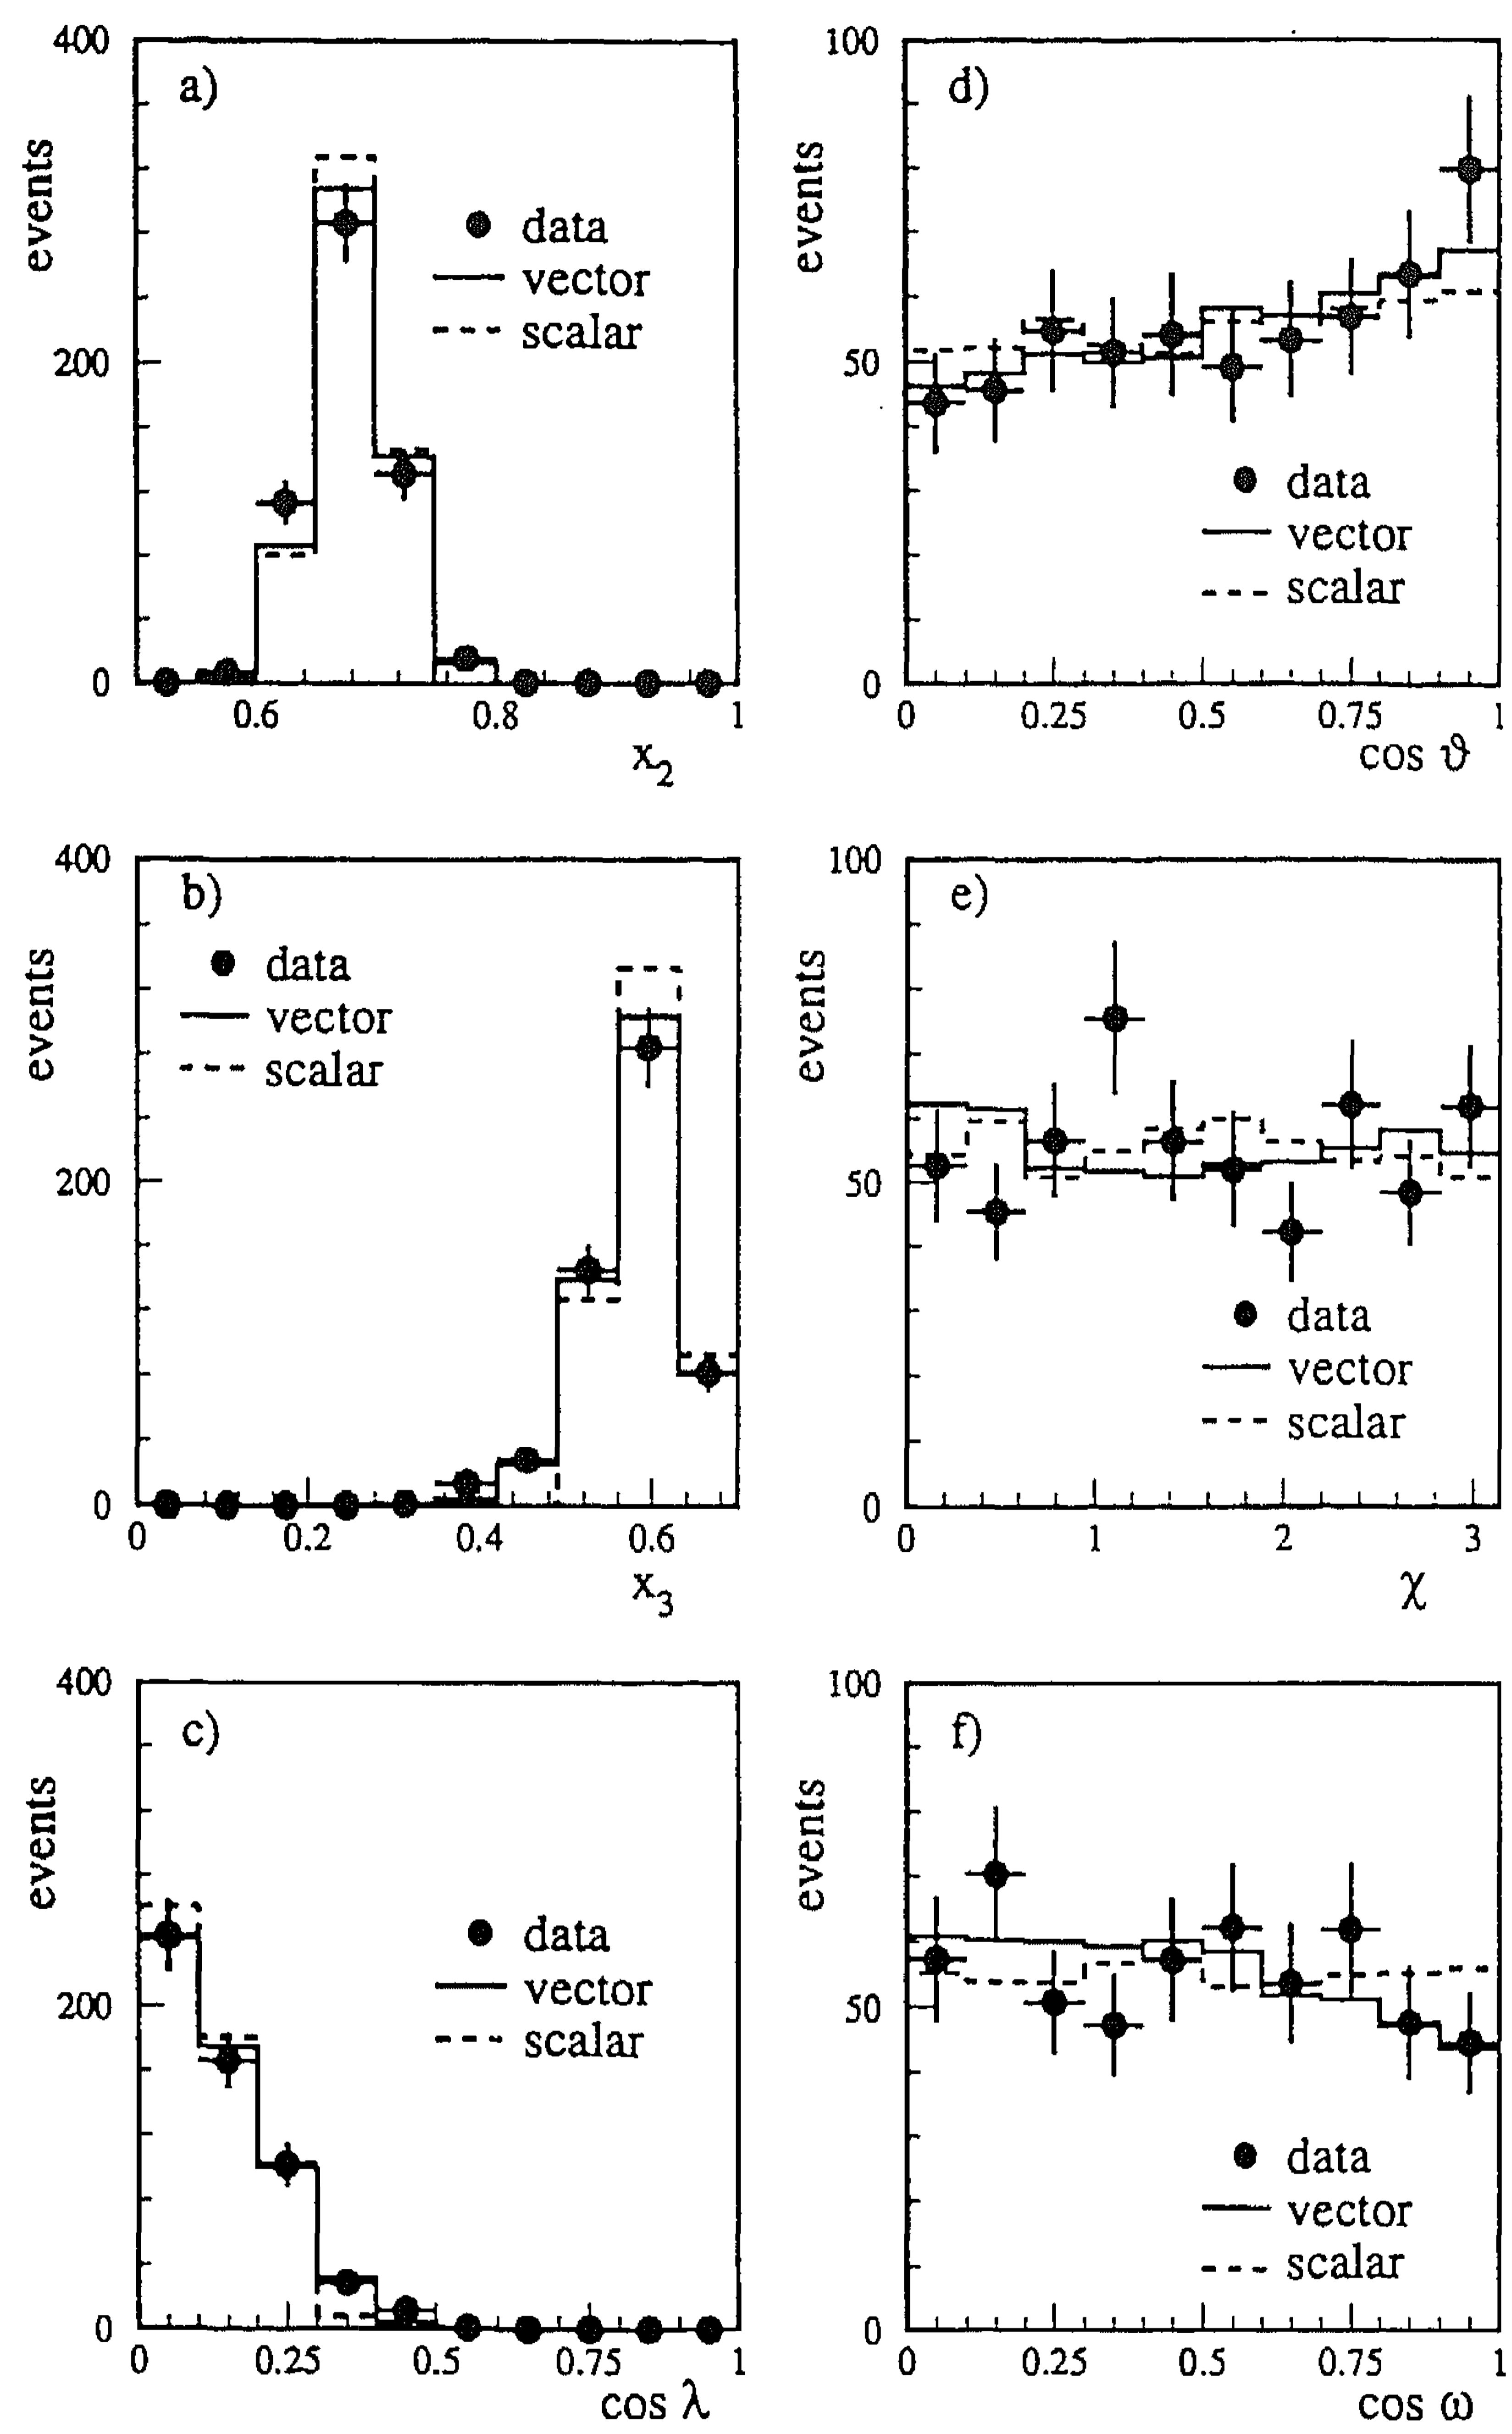 400
a)
events
data
vector
scalar
200
0
0.6
0.8
1
x2
100
d)
events
50
data
vector
scalar
0
0
0.25
0.5
0.75
1
cos ϑ
400
b)
data
events
vector
scalar
200
0
0
0.2
0.4
0.6
x3
100
e)
events
50
data
vector
scalar
0
0
1
2
3
χ
400
c)
events
data
200
vector
scalar
0
0
0.25
0.5
0.75
1
cos λ
100
f)
events
50
data
vector
scalar
0
0
0.25
0.5
0.75
1
cos ω